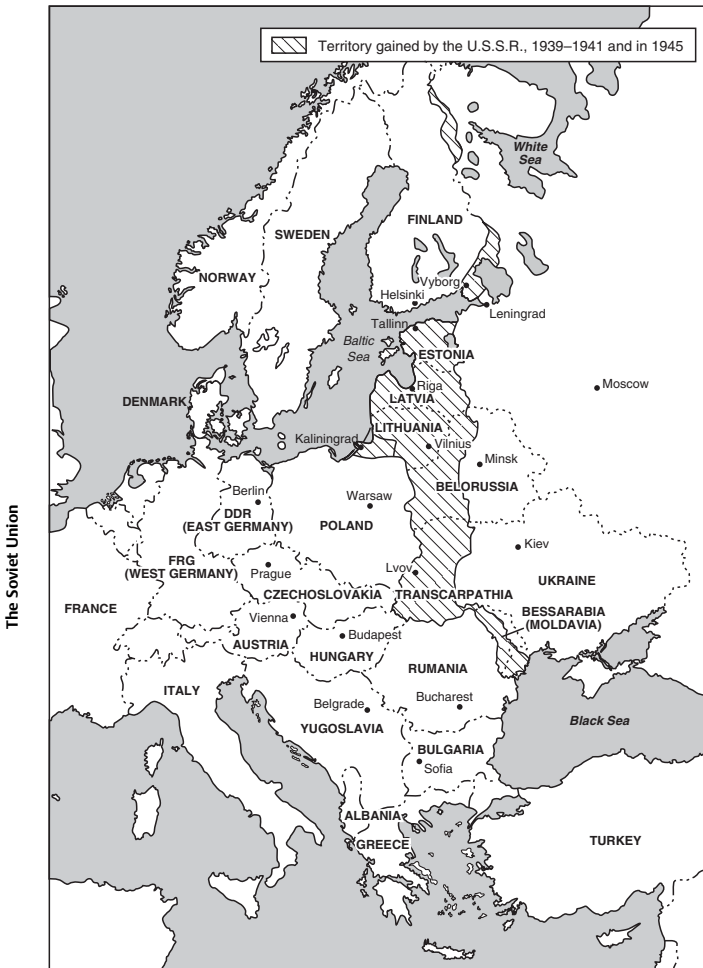 Territory gained by the U.S.S.R., 1939–1941 and in 1945
White
Sea
FINLAND
SWEDEN
NORWAY
Vyborg
Helsinki
Leningrad
Tallinn
Baltic
Sea
ESTONIA
Moscow
Riga
LATVIA
DENMARK
LITHUANIA
Kaliningrad
Vilnius
Minsk
BELORUSSIA
Berlin
Warsaw
DDR
(EAST GERMANY)
POLAND
Kiev
FRG
(WEST GERMANY)
Prague
Lvov
UKRAINE
CZECHOSLOVAKIA
TRANSCARPATHIA
FRANCE
BESSARABIA
(MOLDAVIA)
Vienna
Budapest
AUSTRIA
HUNGARY
RUMANIA
ITALY
Belgrade
Bucharest
YUGOSLAVIA
Black Sea
BULGARIA
Sofia
ALBANIA
GREECE
TURKEY
The Soviet Union